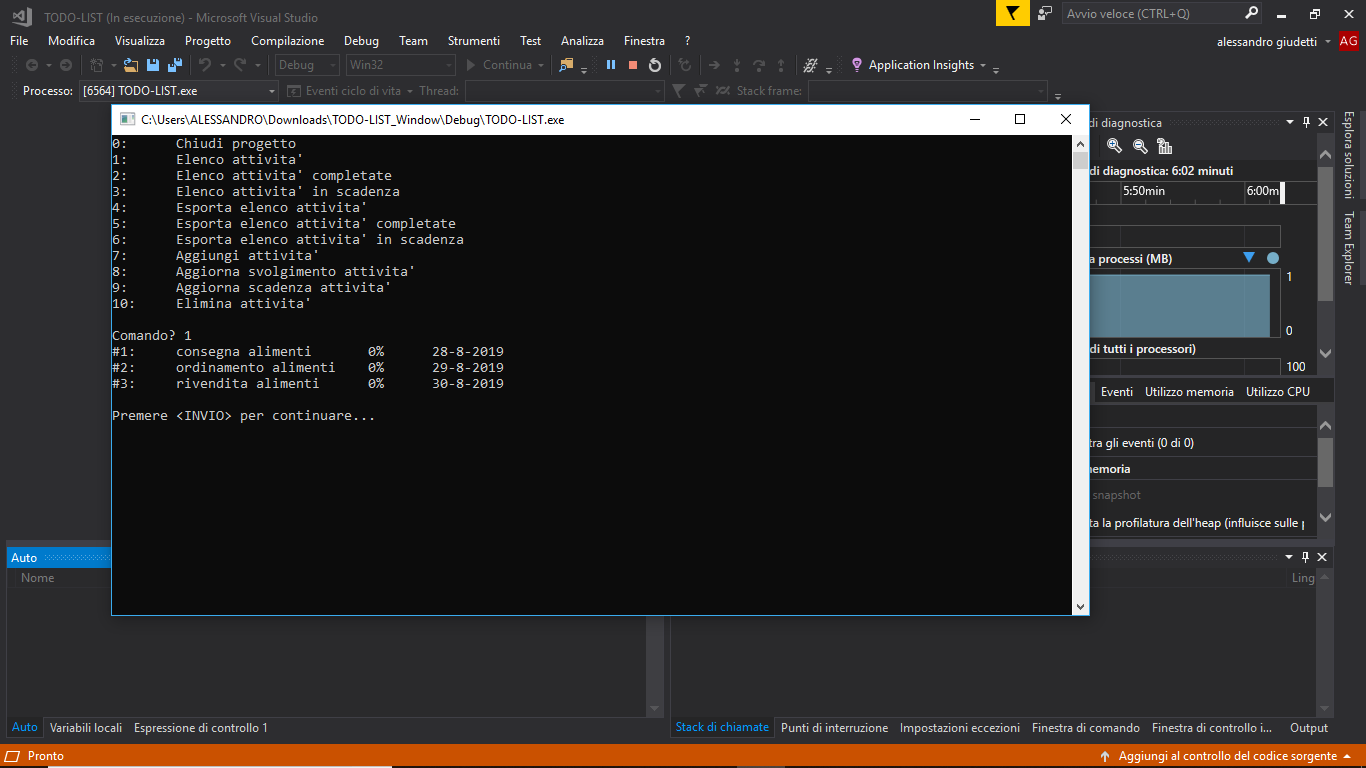 TODO-LIST (In esecuzione) - Microsoft Visual Studio
Avvio veloce (CTRL+Q)
File Modifica Visualizza Progetto Compilazione Debug Team Strumenti Test Analizza Finestra ?
alessandro giudetti AG
Debug Win32 Continua Application Insights
Processo: [6564] TODO-LIST.exe Eventi ciclo di vita Thread: Stack frame:
C:\Users\ALESSANDRO\Downloads\TODO-LIST_Window\Debug\TODO-LIST.exe
0: Chiudi progetto
1: Elenco attivita'
2: Elenco attivita' completate
3: Elenco attivita' in scadenza
4: Esporta elenco attivita'
5: Esporta elenco attivita' completate
6: Esporta elenco attivita' in scadenza
7: Aggiungi attivita'
8: Aggiorna svolgimento attivita'
9: Aggiorna scadenza attivita'
10: Elimina attivita'
Comando? 1
#1: consegna alimenti 0% 28-8-2019
#2: ordinamento alimenti 0% 29-8-2019
#3: rivendita alimenti 0% 30-8-2019
Premere <INVIO> per continuare...
di diagnostica
di diagnostica: 6:02 minuti
5:50min 6:00m
a processi (MB)
1
0
di tutti i processori)
100
Eventi Utilizzo memoria Utilizzo CPU
tra gli eventi (0 di 0)
nemoria
snapshot
ta la profilatura dell'heap (influisce sulle p
Esplora soluzioni
Team Explorer
Auto
Nome
Ling
Auto Variabili locali Espressione di controllo 1
Stack di chiamate Punti di interruzione Impostazioni eccezioni Finestra di comando Finestra di controllo i... Output
Pronto
Aggiungi al controllo del codice sorgente